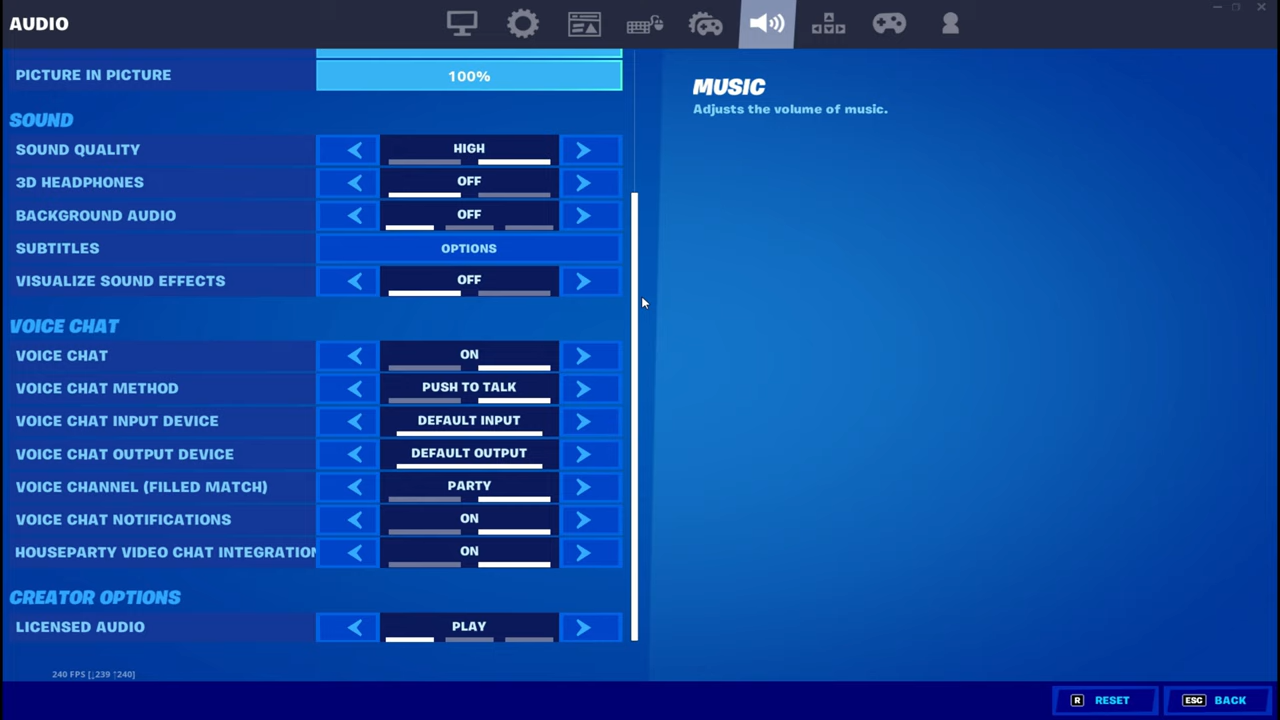 AUDIO
PICTURE IN PICTURE 100%
SOUND
SOUND QUALITY HIGH
3D HEADPHONES OFF
BACKGROUND AUDIO OFF
SUBTITLES OPTIONS
VISUALIZE SOUND EFFECTS OFF
VOICE CHAT
VOICE CHAT ON
VOICE CHAT METHOD PUSH TO TALK
VOICE CHAT INPUT DEVICE DEFAULT INPUT
VOICE CHAT OUTPUT DEVICE DEFAULT OUTPUT
VOICE CHANNEL (FILLED MATCH) PARTY
VOICE CHAT NOTIFICATIONS ON
HOUSEPARTY VIDEO CHAT INTEGRATION ON
CREATOR OPTIONS
LICENSED AUDIO PLAY
MUSIC
Adjusts the volume of music.
240 FPS [↓239 ↑240]
R RESET
ESC BACK